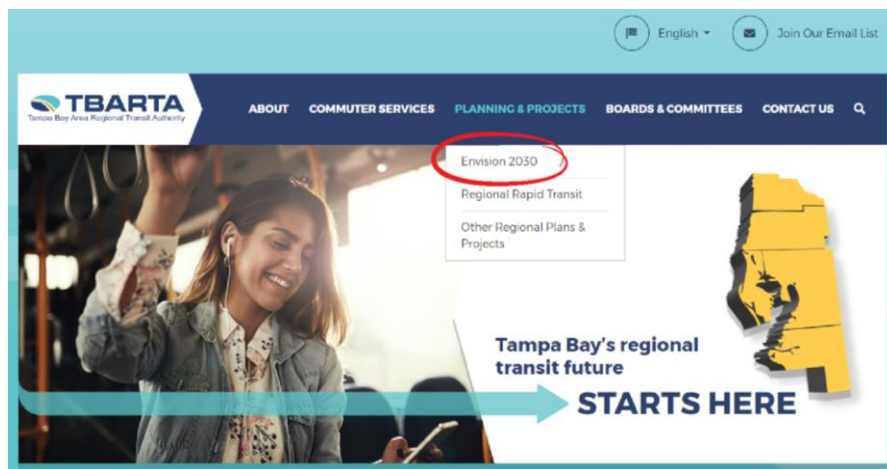 English
Join Our Email List
TBARTA
Tampa Bay Area Regional Transit Authority
ABOUT
COMMUTER SERVICES
PLANNING & PROJECTS
BOARDS & COMMITTEES
CONTACT US
Envision 2030
Regional Rapid Transit
Other Regional Plans &
Projects
Tampa Bay's regional
transit future
STARTS HERE